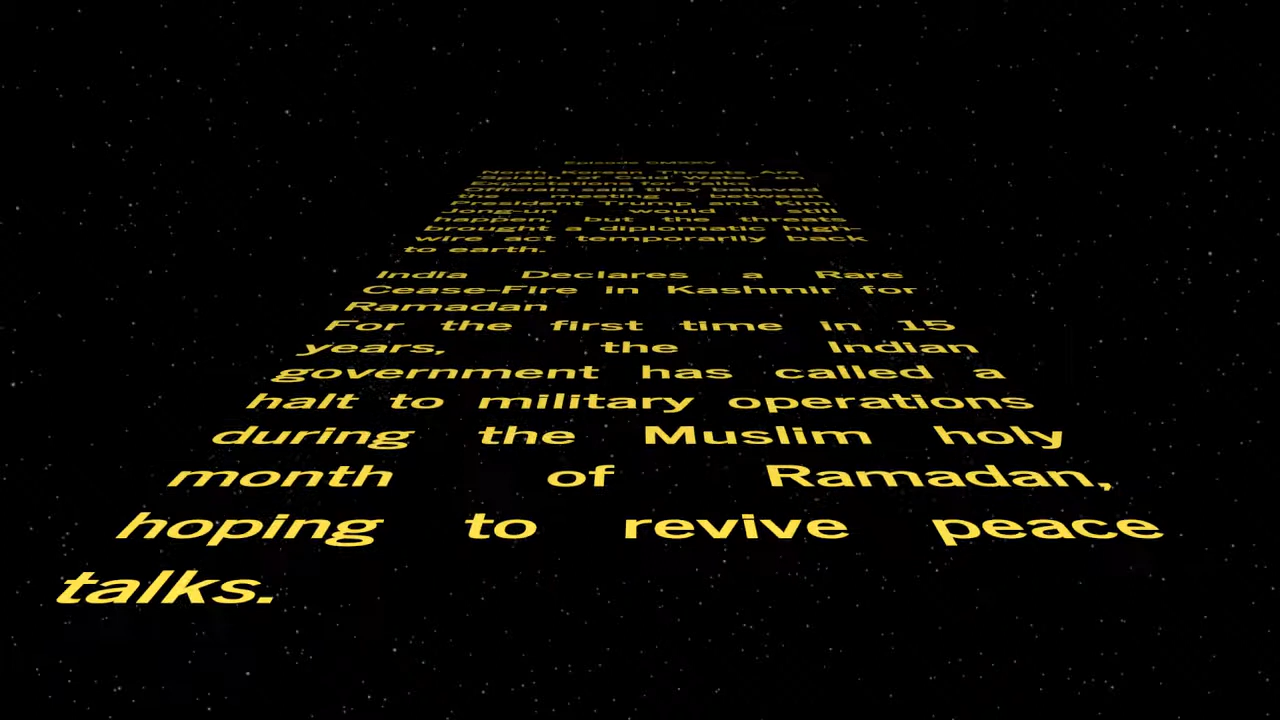 Episode
North Korean Threats Are
Splash of Cold Water on
Expectations for Talks
Officials said they believed
the meeting between
President Trump and Kim
Jong-un would still
happen, but the threats
brought a diplomatic high-
wire act temporarily back
to earth.
India Declares a Rare
Cease-Fire in Kashmir for
Ramadan
For the first time in 15
years, the Indian
government has called a
halt to military operations
during the Muslim holy
month of Ramadan,
hoping to revive peace
talks.